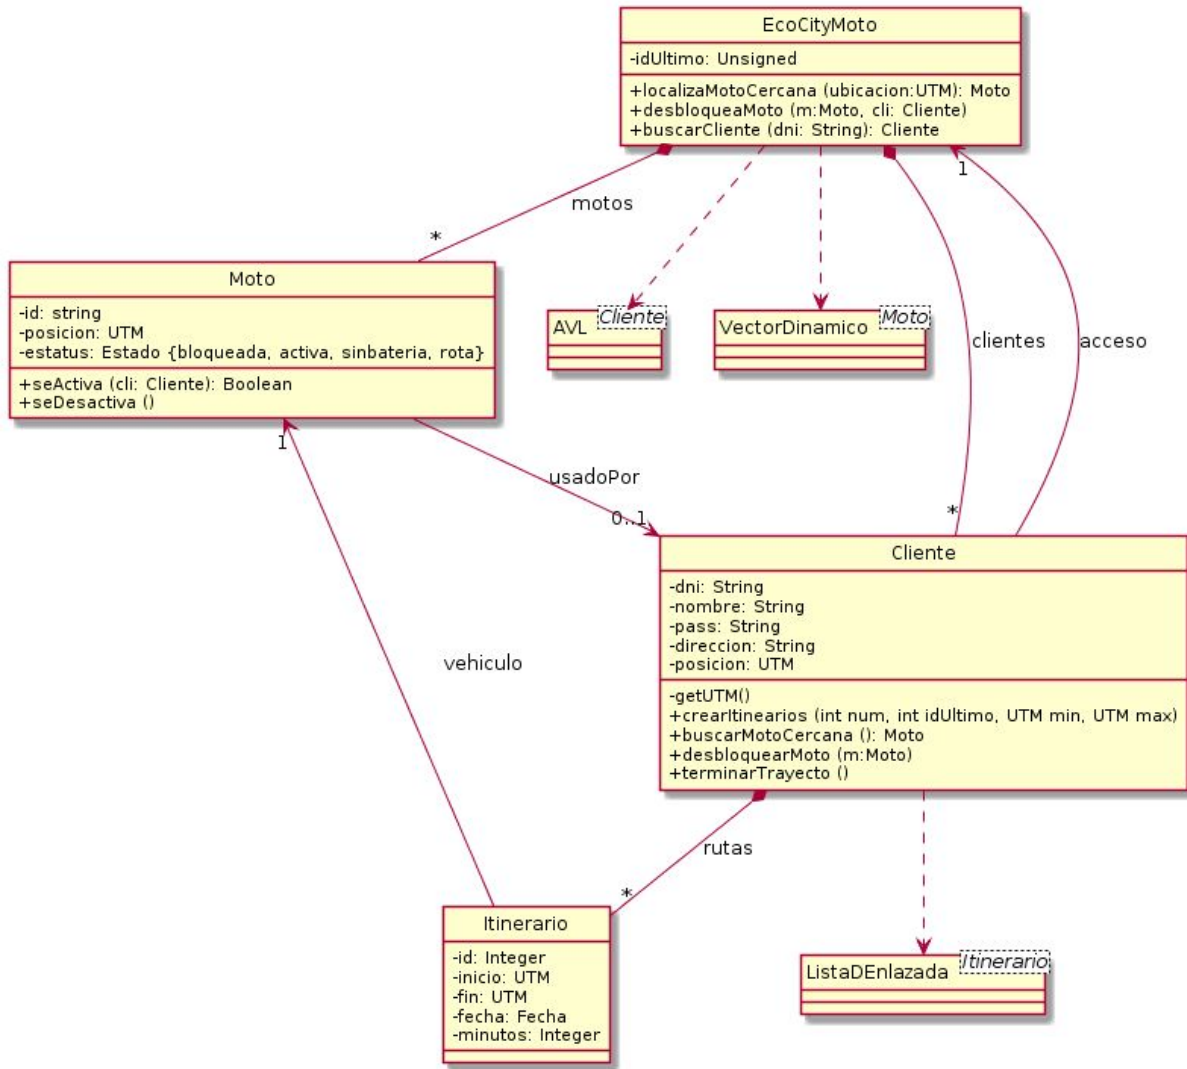 EcoCityMoto
-idUltimo: Unsigned
+localizaMotoCercana (ubicacion:UTM): Moto
+desbloqueaMoto (m:Moto, cli: Cliente)
+buscarCliente (dni: String): Cliente
1
motos
*
Moto
-id: string
-posicion: UTM
-estatus: Estado {bloqueada, activa, sinbateria, rota}
+seActiva (cli: Cliente): Boolean
+seDesactiva ()
AVL
Cliente
VectorDinamico
Moto
clientes
acceso
1
usadoPor
0..1
*
Cliente
-dni: String
-nombre: String
-pass: String
-direccion: String
-posicion: UTM
-getUTM()
+crearItinearios (int num, int idUltimo, UTM min, UTM max)
+buscarMotoCercana (): Moto
+desbloquearMoto (m:Moto)
+terminarTrayecto ()
vehiculo
rutas
*
Itinerario
-id: Integer
-inicio: UTM
-fin: UTM
-fecha: Fecha
-minutos: Integer
ListaDEnlazada
Itinerario